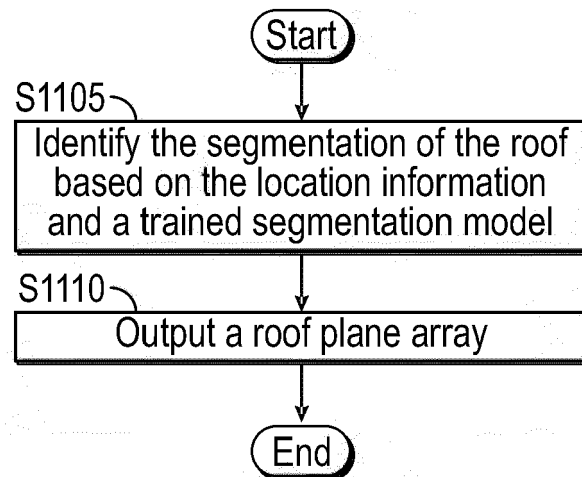 Start
S1105
Identify the segmentation of the roof
based on the location information
and a trained segmentation model
S1110
Output a roof plane array
End